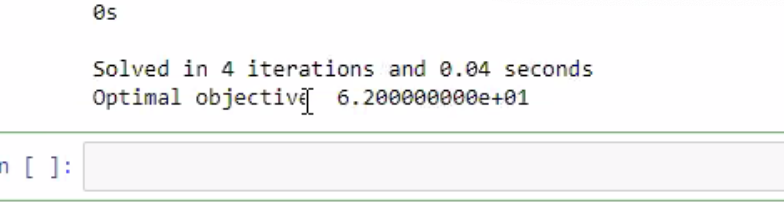 0s
Solved in 4 iterations and 0.04 seconds
Optimal objective 6.200000000e+01
n [ ]: